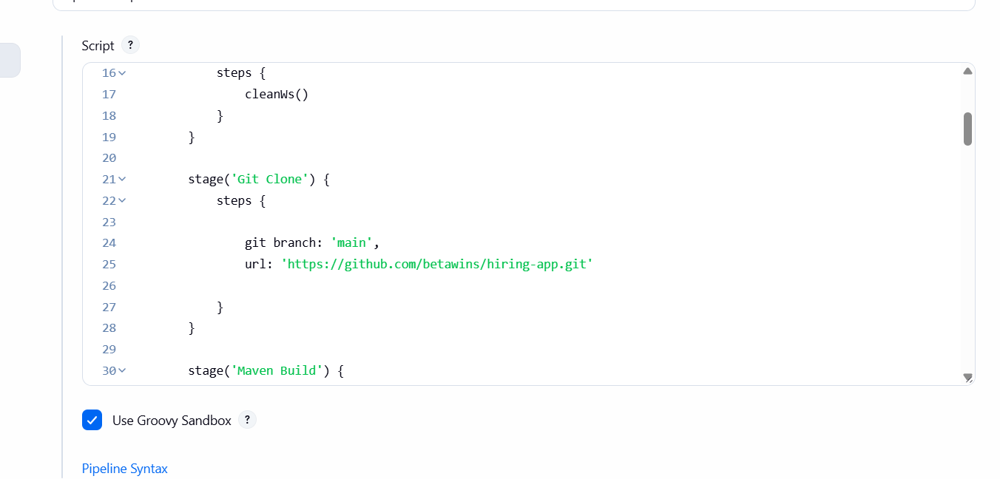 Script ?
16 steps {
17 cleanWs()
18 }
19 }
20
21 stage('Git Clone') {
22 steps {
23
24 git branch: 'main',
25 url: 'https://github.com/betawins/hiring-app.git'
26
27 }
28 }
29
30 stage('Maven Build') {
Use Groovy Sandbox ?
Pipeline Syntax